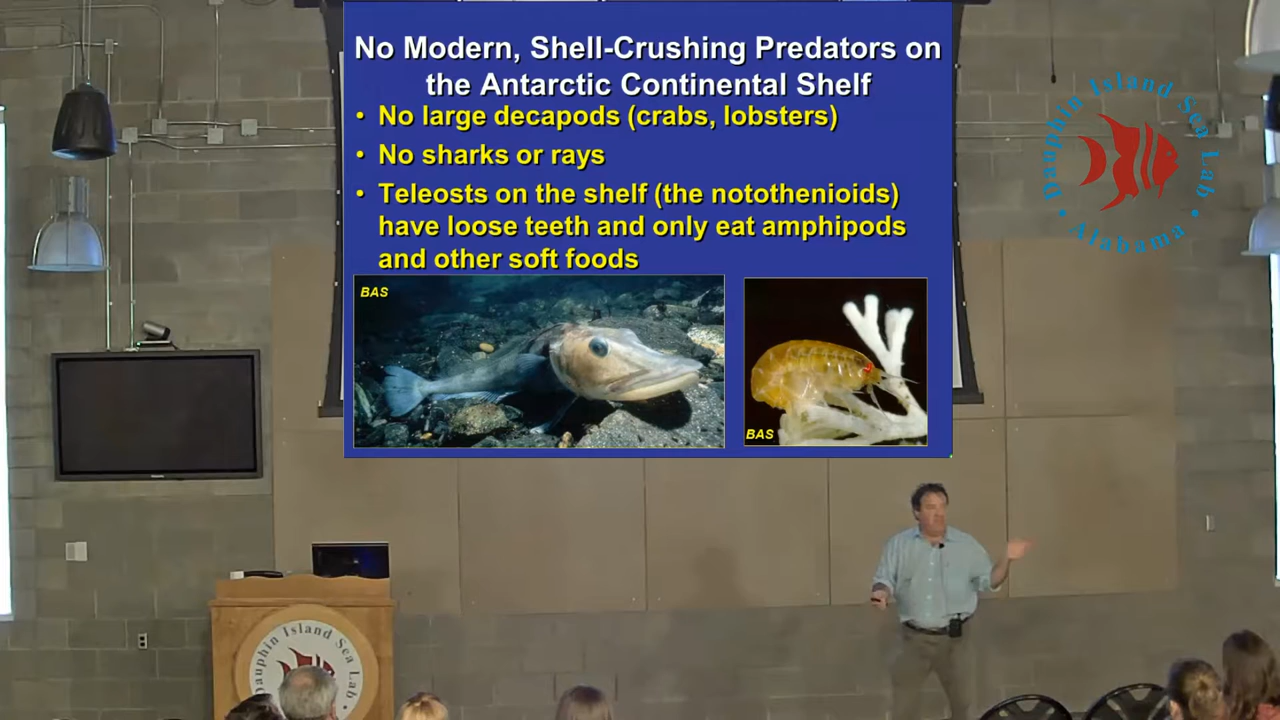 No Modern, Shell-Crushing Predators on
the Antarctic Continental Shelf
• No large decapods (crabs, lobsters)
• No sharks or rays
• Teleosts on the shelf (the notothenioids)
have loose teeth and only eat amphipods
and other soft foods
BAS
BAS
Dauphin Island Sea Lab
• Alabama •
Dauphin Island Sea Lab